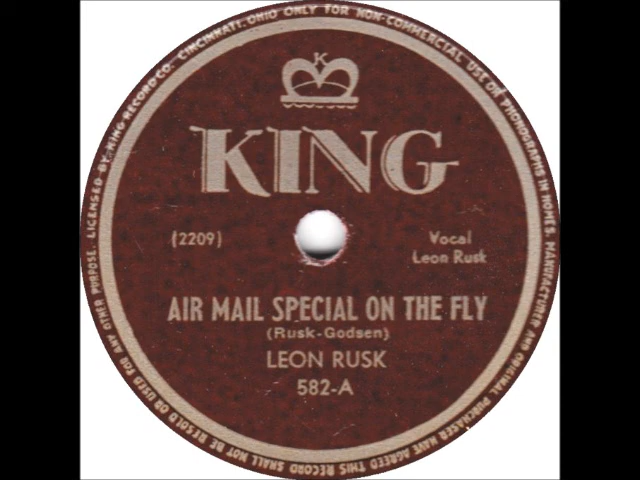 LICENSED BY KING RECORD CO. CINCINNATI, OHIO ONLY FOR NON-COMMERCIAL USE ON PHONOGRAPHS IN HOMES. MANUFACTURER AND ORIGINAL PURCHASER HAVE AGREED THIS RECORD SHALL NOT BE RESOLD OR USED FOR ANY OTHER PURPOSE.
K
KING
(2209)
Vocal
Leon Rusk
AIR MAIL SPECIAL ON THE FLY
(Rusk-Godsen)
LEON RUSK
582-A